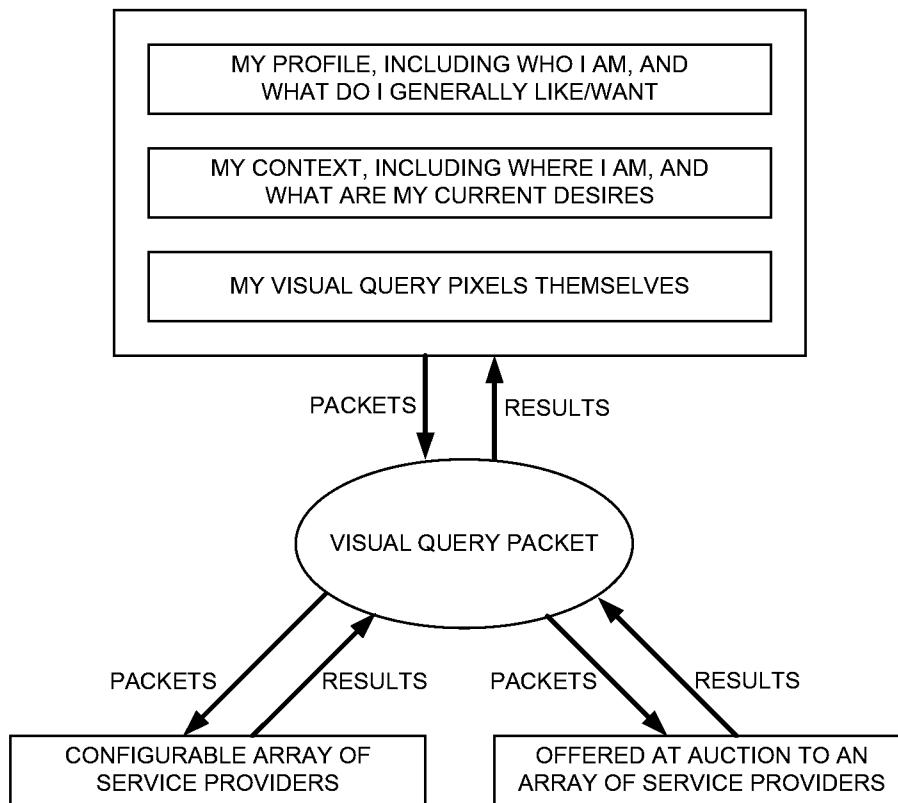 MY PROFILE, INCLUDING WHO I AM, AND
WHAT DO I GENERALLY LIKE/WANT
MY CONTEXT, INCLUDING WHERE I AM, AND
WHAT ARE MY CURRENT DESIRES
MY VISUAL QUERY PIXELS THEMSELVES
PACKETS
RESULTS
VISUAL QUERY PACKET
PACKETS
RESULTS
PACKETS
RESULTS
CONFIGURABLE ARRAY OF
SERVICE PROVIDERS
OFFERED AT AUCTION TO AN
ARRAY OF SERVICE PROVIDERS